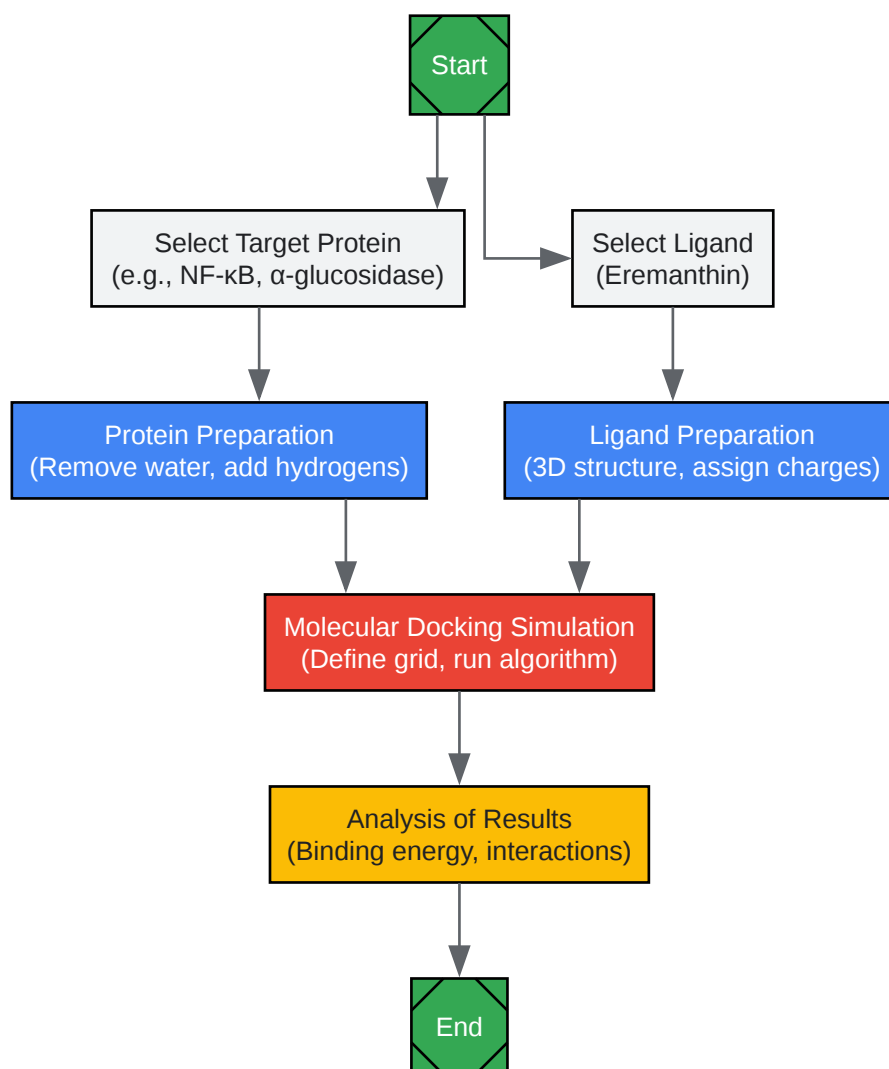 Start
Select Target Protein
(e.g., NF-κB, α-glucosidase)
Select Ligand
(Eremanthin)
Protein Preparation
(Remove water, add hydrogens)
Ligand Preparation
(3D structure, assign charges)
Molecular Docking Simulation
(Define grid, run algorithm)
Analysis of Results
(Binding energy, interactions)
End